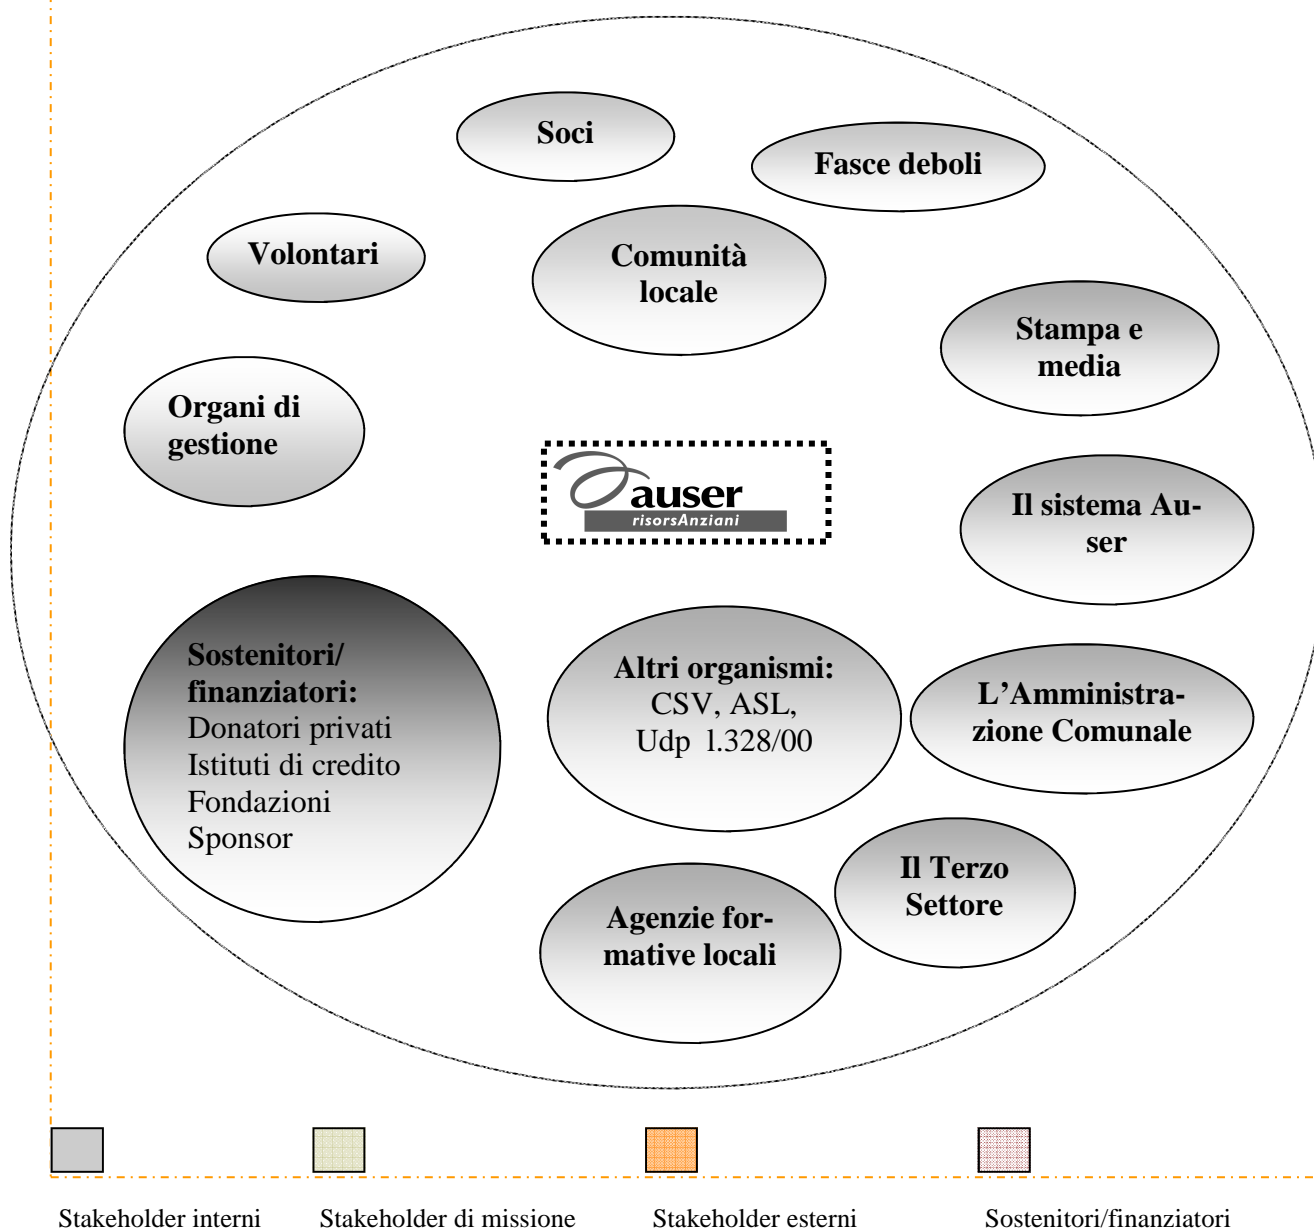 Soci
Fasce deboli
Volontari
Comunità
locale
Stampa e
media
Organi di
gestione
auser
risorsAnziani
Il sistema Au-
ser
Sostenitori/
finanziatori:
Donatori privati
Istituti di credito
Fondazioni
Sponsor
Altri organismi:
CSV, ASL,
Udp l.328/00
L’Amministra-
zione Comunale
Il Terzo
Settore
Agenzie for-
mative locali
Stakeholder interni
Stakeholder di missione
Stakeholder esterni
Sostenitori/finanziatori